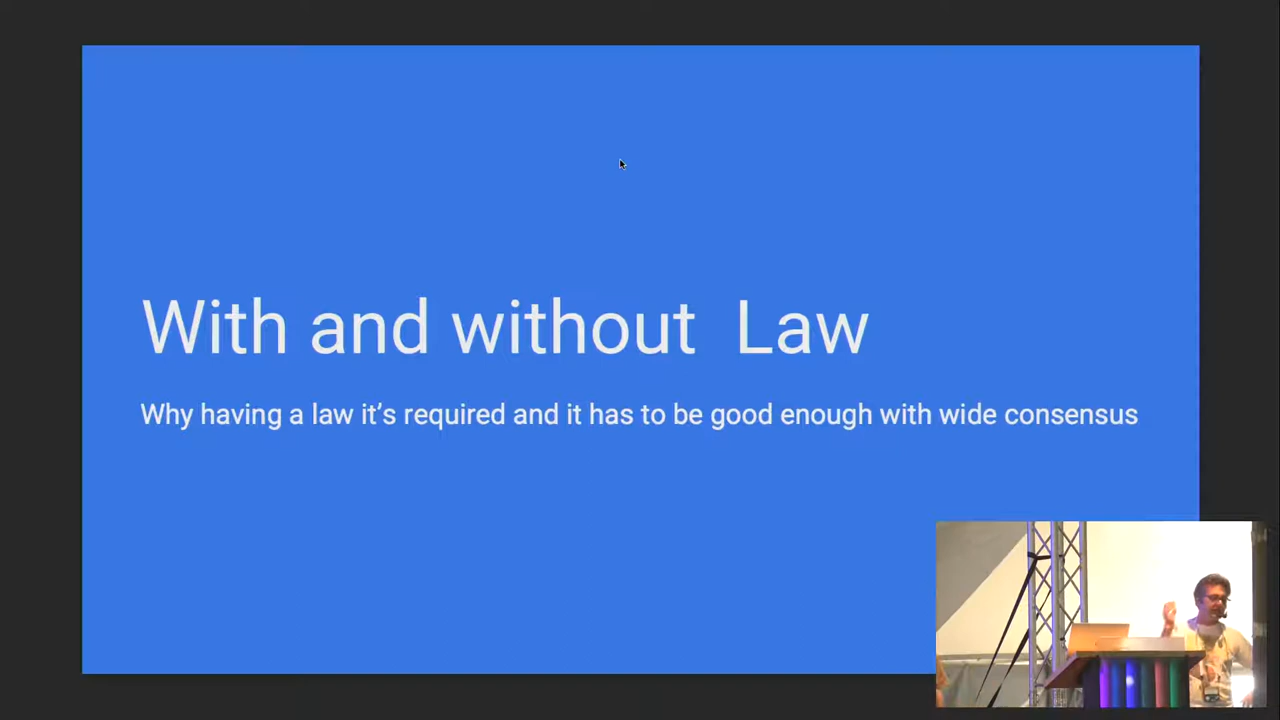 With and without  Law
Why having a law it’s required and it has to be good enough with wide consensus